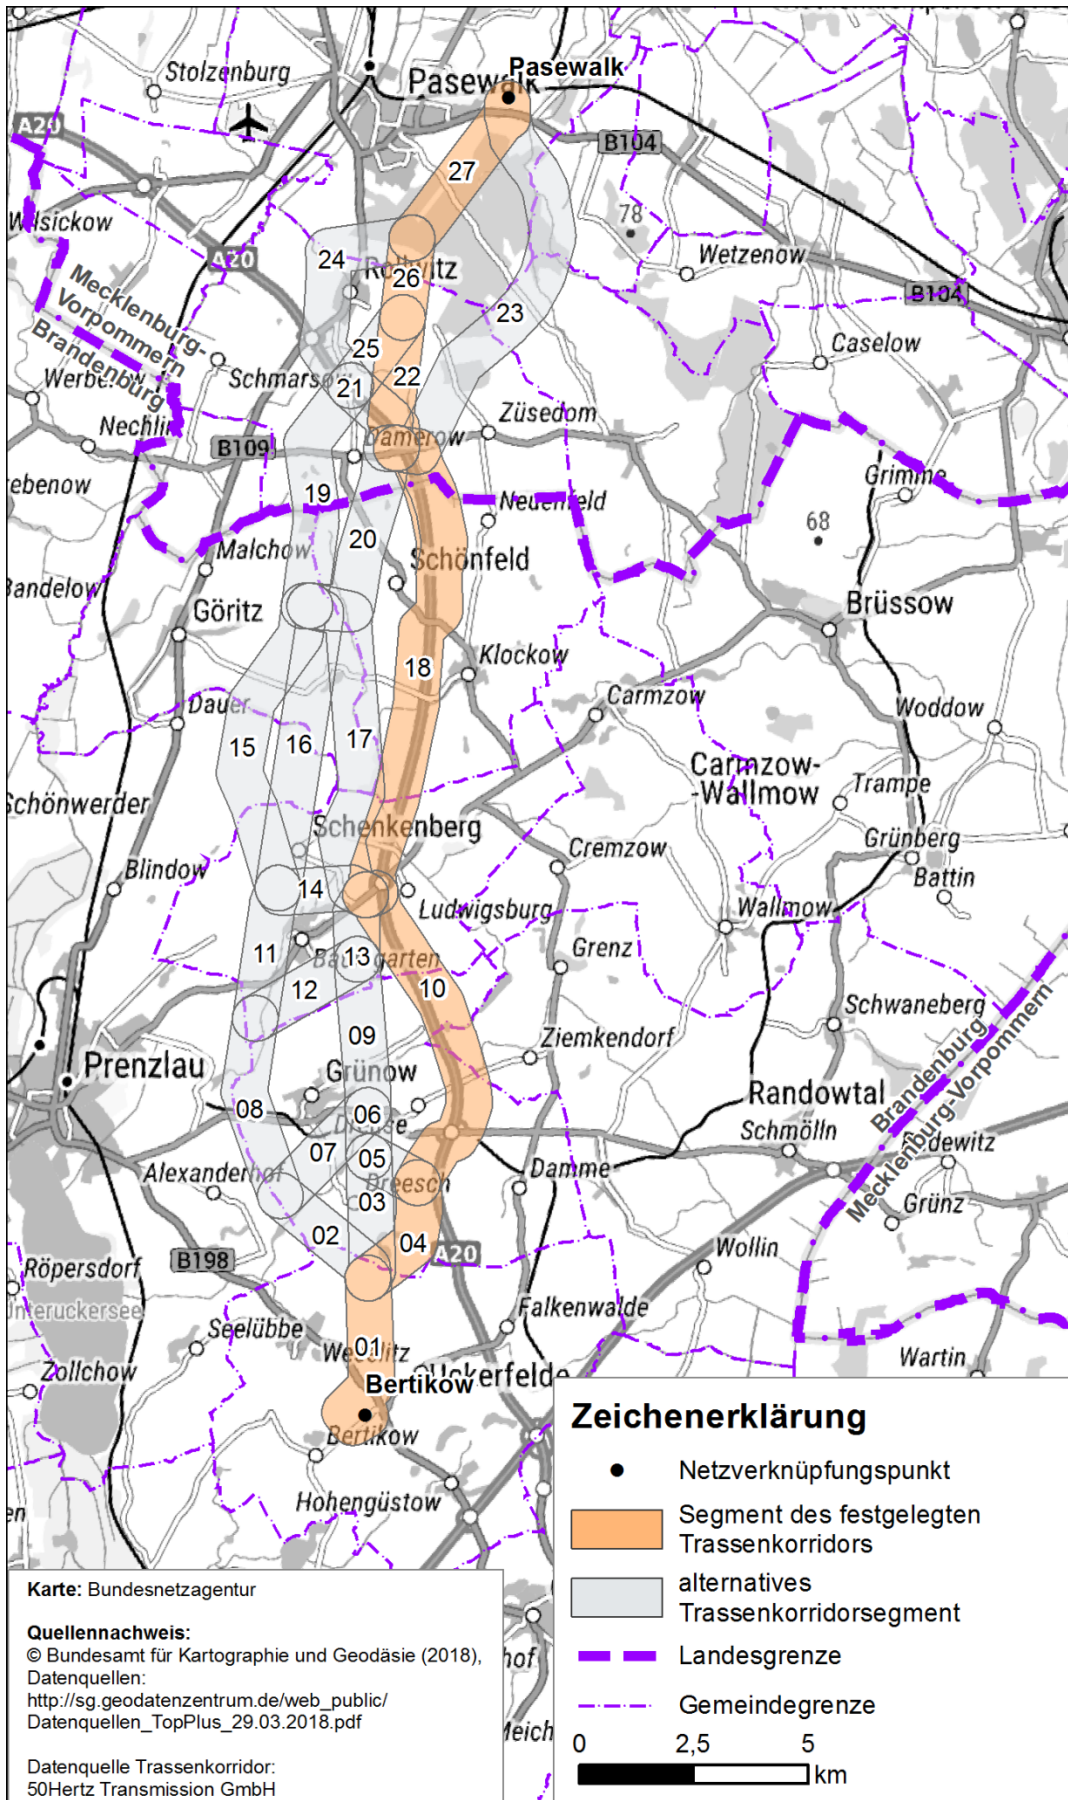 Stolzenburg
Pasewalk
Pasewalk
A20
B104
27
Wilsickow
78
Wetzenow
A20
24
Rollwitz
26
B104
Mecklenburg-
Vorpommern
Brandenburg
23
25
Caselow
22
Schmarsow
21
Nechlin
Züsedom
Damerow
B109
Grimme
19
Neuenfeld
68
20
Malchow
Schönfeld
Bandelow
Göritz
Brüssow
Klockow
18
Carmzow
Dauer
Woddow
15
16
17
Carmzow-
-Wallmow
Trampe
Schönwerder
Schenkenberg
Grünberg
Cremzow
Blindow
Battin
14
Ludwigsburg
Wallmow
11
13
Grenz
12
10
Schwaneberg
09
Ziemkendorf
Brandenburg
Mecklenburg-Vorpommern
Prenzlau
Grünow
Randowtal
08
06
Schmölln
07
05
Alexanderhof
Dreesch
Damme
03
Grünz
02
04
A20
Wollin
B198
Röpersdorf
Unteruckersee
Falkenwalde
Seelübbe
01
Wartin
Zollchow
Uckerfelde
Bertikow
Bertikow
Hohengüstow
Zeichenerklärung
Netzverknüpfungspunkt
Segment des festgelegten
Trassenkorridors
alternatives
Trassenkorridorsegment
Landesgrenze
Gemeindegrenze
0 2,5 5
km
Karte: Bundesnetzagentur
Quellennachweis:
© Bundesamt für Kartographie und Geodäsie (2018),
Datenquellen:
http://sg.geodatenzentrum.de/web_public/
Datenquellen_TopPlus_29.03.2018.pdf
Datenquelle Trassenkorridor:
50Hertz Transmission GmbH